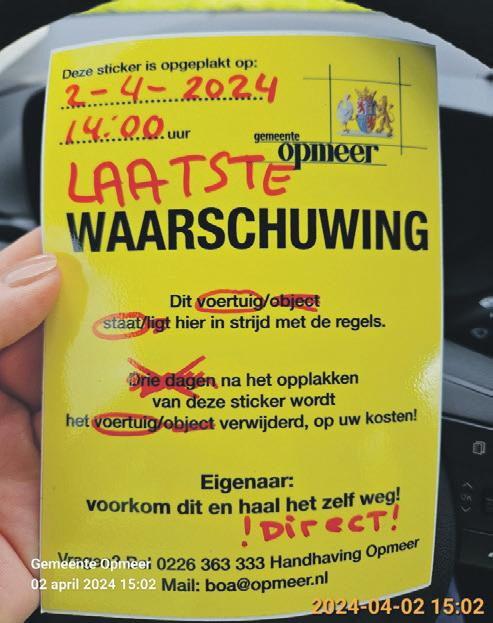 Deze sticker is opgeplakt op:
2-4-2024
14:00 uur
gemeente
opmeer
LAATSTE
WAARSCHUWING
Dit voertuig/object
staat/ligt hier in strijd met de regels.
Drie dagen na het opplakken
van deze sticker wordt
het voertuig/object verwijderd, op uw kosten!
Eigenaar:
voorkom dit en haal het zelf weg!
!DIRECT!
Vragen? Bel 0226 363 333 Handhaving Opmeer
Mail: boa@opmeer.nl
Gemeente Opmeer
02 april 2024 15:02
2024-04-02 15:02